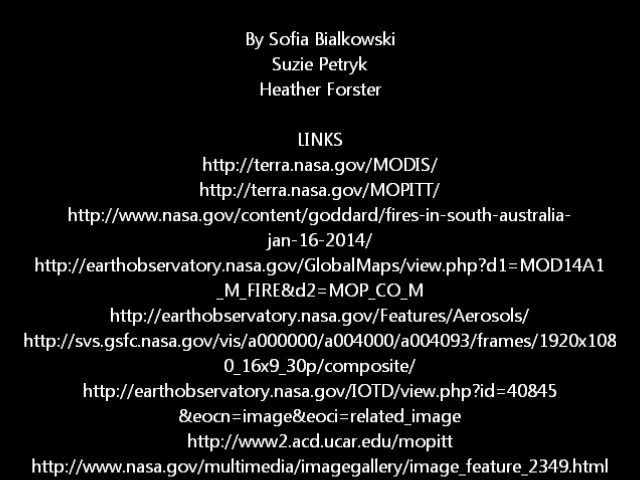 By Sofia Bialkowski
Suzie Petryk
Heather Forster
LINKS
http://terra.nasa.gov/MODIS/
http://terra.nasa.gov/MOPITT/
http://www.nasa.gov/content/goddard/fires-in-south-australia-
jan-16-2014/
http://earthobservatory.nasa.gov/GlobalMaps/view.php?d1=MOD14A1
_M_FIRE&d2=MOP_CO_M
http://earthobservatory.nasa.gov/Features/Aerosols/
http://svs.gsfc.nasa.gov/vis/a000000/a004000/a004093/frames/1920x108
0_16x9_30p/composite/
http://earthobservatory.nasa.gov/IOTD/view.php?id=40845
&eocn=image&eoci=related_image
http://www2.acd.ucar.edu/mopitt
http://www.nasa.gov/multimedia/imagegallery/image_feature_2349.html